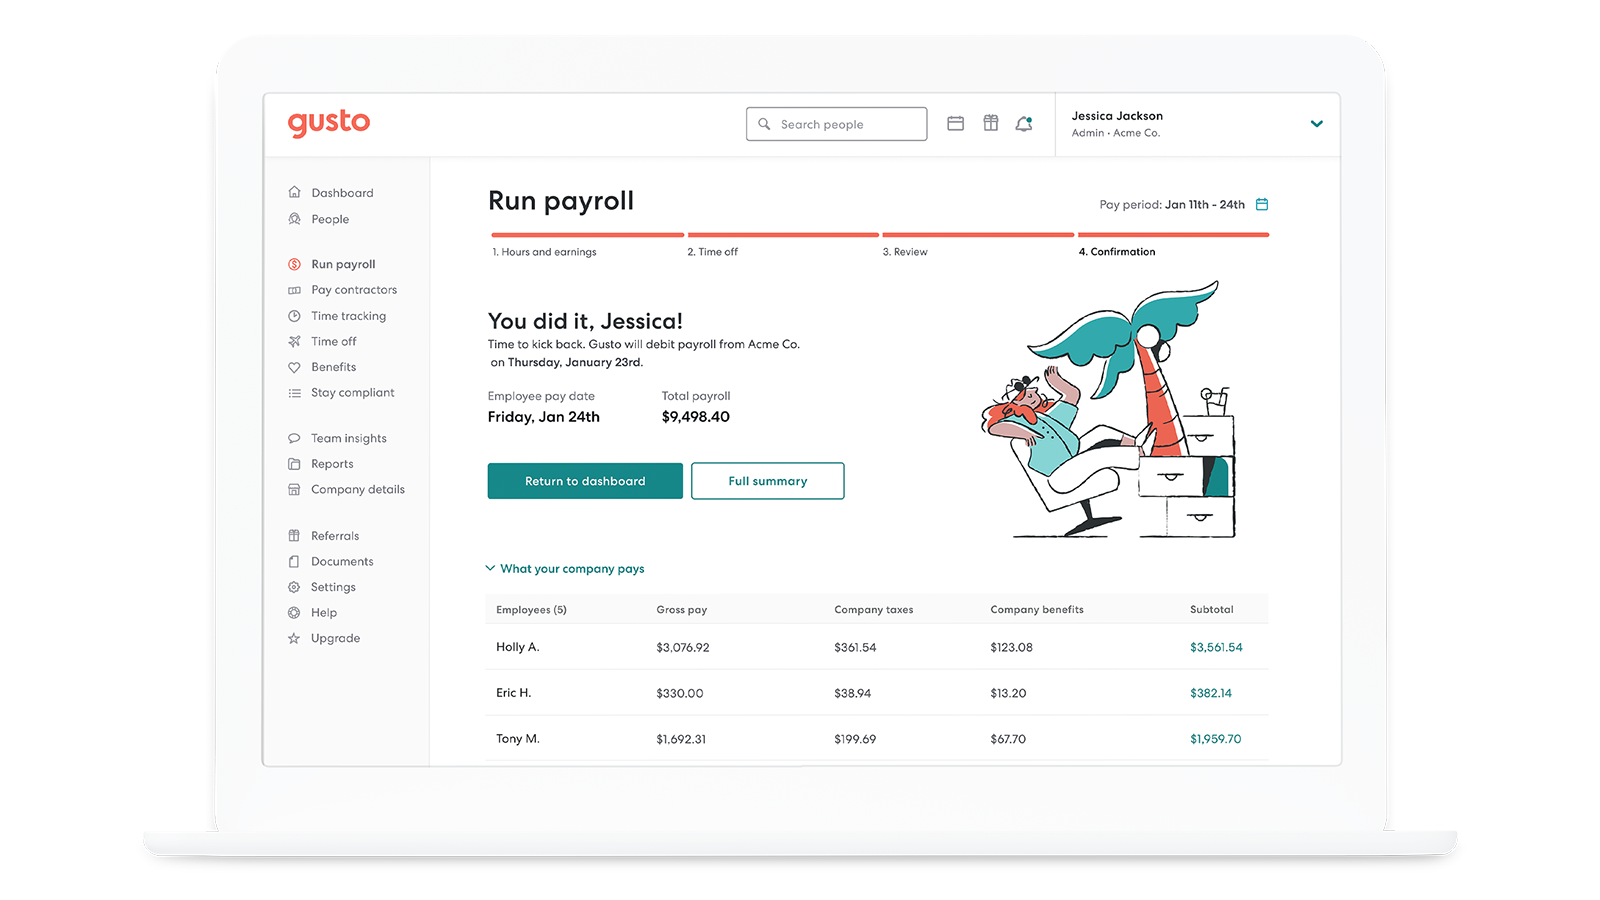 gusto
Search people
Jessica Jackson
Admin • Acme Co.
Dashboard
People
Run payroll
Pay contractors
Time tracking
Time off
Benefits
Stay compliant
Team insights
Reports
Company details
Referrals
Documents
Settings
Help
Upgrade
Run payroll
Pay period: Jan 11th - 24th
1. Hours and earnings
2. Time off
3. Review
4. Confirmation
You did it, Jessica!
Time to kick back. Gusto will debit payroll from Acme Co.
on Thursday, January 23rd.
Employee pay date
Total payroll
Friday, Jan 24th
$9,498.40
Return to dashboard
Full summary
What your company pays
Employees (5) Gross pay Company taxes Company benefits Subtotal
Holly A. $3,076.92 $361.54 $123.08 $3,561.54
Eric H. $330.00 $38.94 $13.20 $382.14
Tony M. $1,692.31 $199.69 $67.70 $1,959.70